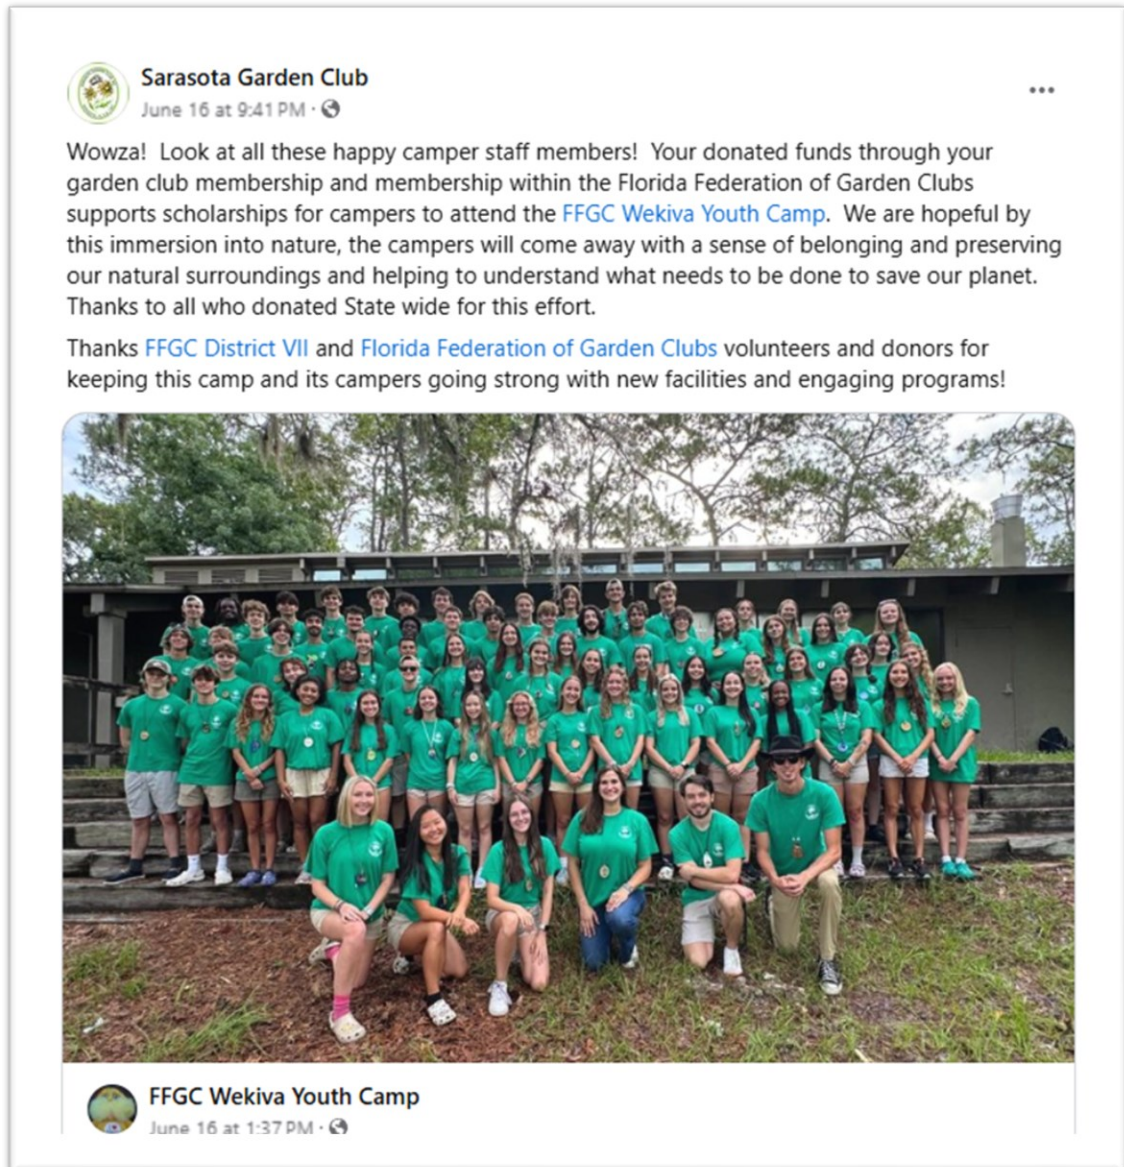 Sarasota Garden Club
June 16 at 9:41 PM ·
Wowza!  Look at all these happy camper staff members!  Your donated funds through your
garden club membership and membership within the Florida Federation of Garden Clubs
supports scholarships for campers to attend the FFGC Wekiva Youth Camp.  We are hopeful by
this immersion into nature, the campers will come away with a sense of belonging and preserving
our natural surroundings and helping to understand what needs to be done to save our planet.
Thanks to all who donated State wide for this effort.
Thanks FFGC District VII and Florida Federation of Garden Clubs volunteers and donors for
keeping this camp and its campers going strong with new facilities and engaging programs!
FFGC Wekiva Youth Camp
June 16 at 1:37 PM ·